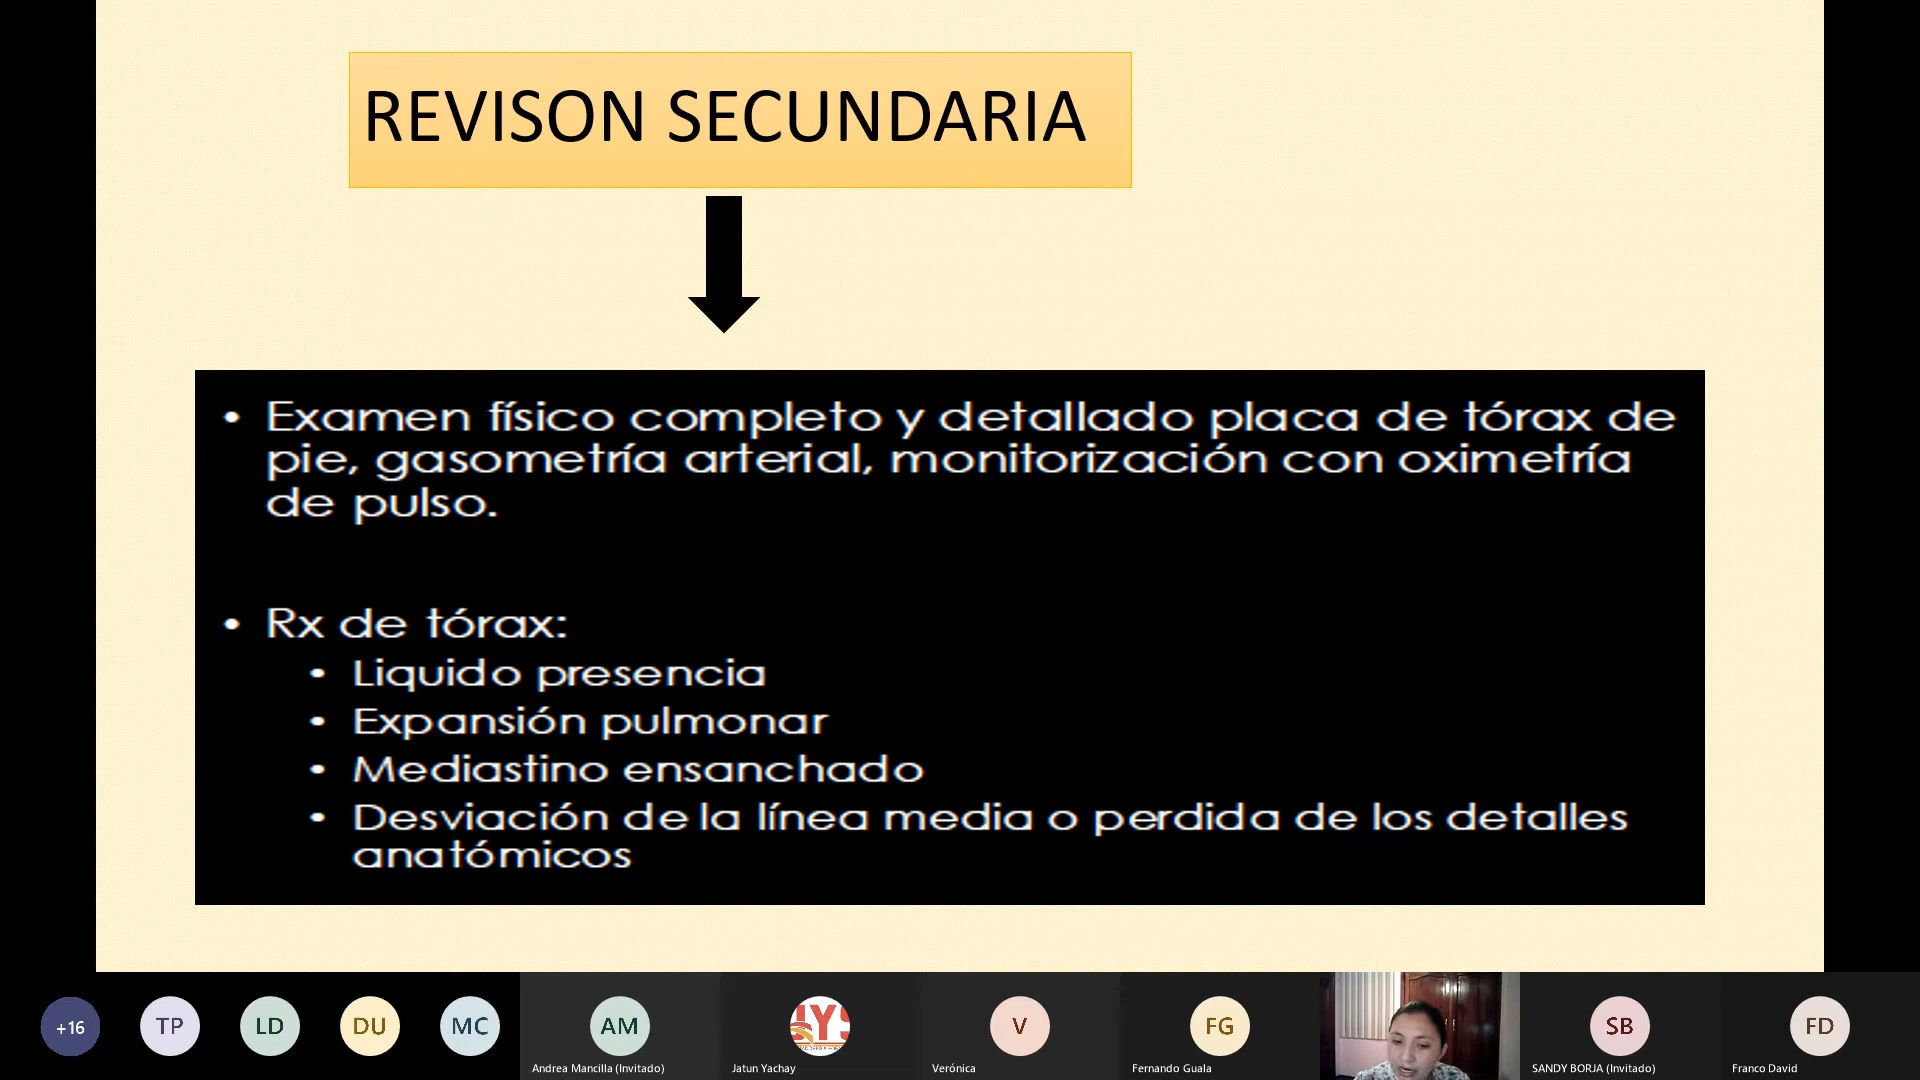 REVISON SECUNDARIA
• Examen físico completo y detallado placa de tórax de
pie, gasometría arterial, monitorización con oximetría
de pulso.
• Rx de tórax:
• Liquido presencia
• Expansión pulmonar
• Mediastino ensanchado
• Desviación de la línea media o perdida de los detalles
anatómicos
+16
TP
LD
DU
MC
AM
V
FG
SB
FD
Andrea Mancilla (Invitado)
Jatun Yachay
Verónica
Fernando Guala
SANDY BORJA (Invitado)
Franco David